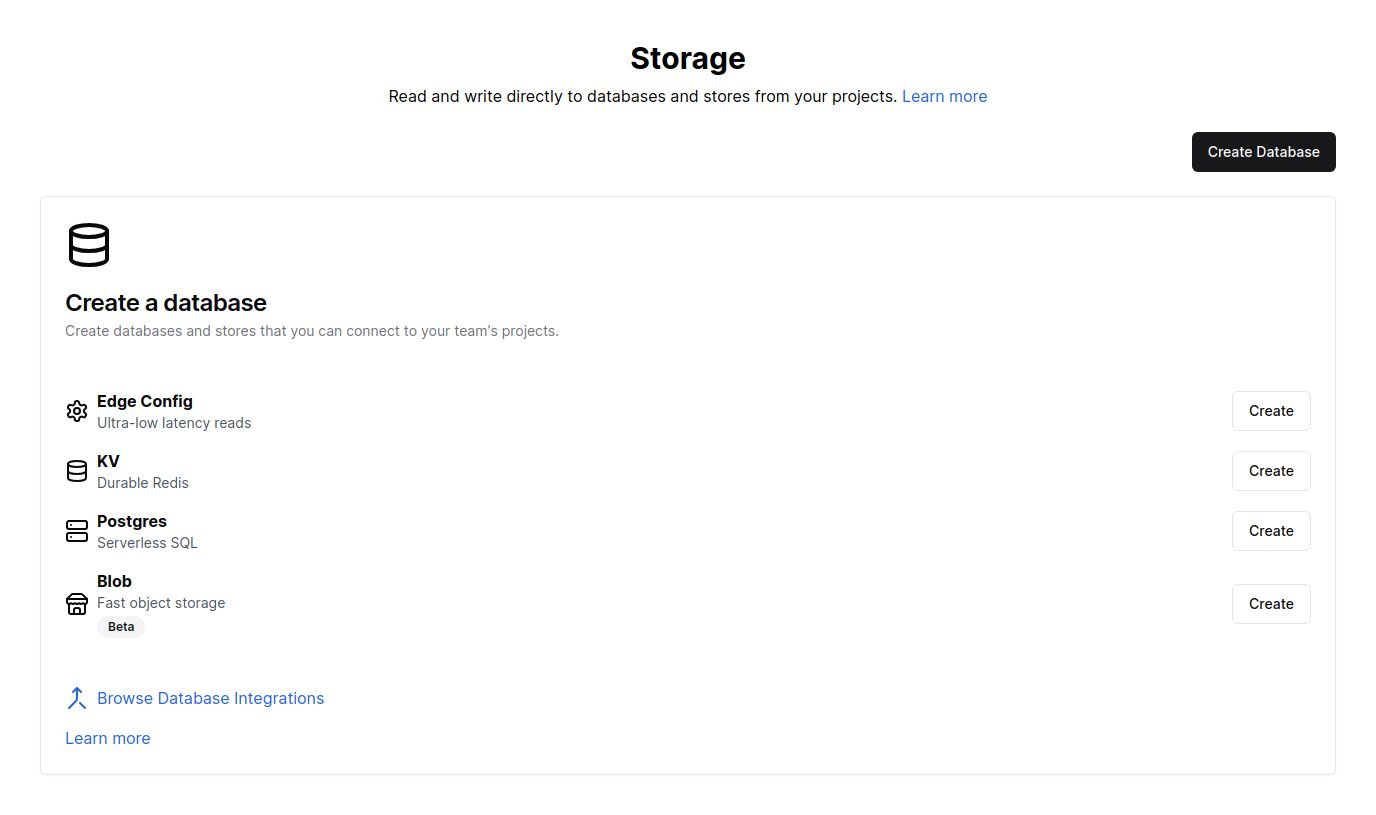 Storage
Read and write directly to databases and stores from your projects. Learn more
Create Database
Create a database
Create databases and stores that you can connect to your team's projects.
Edge Config
Ultra-low latency reads
Create
KV
Durable Redis
Create
Postgres
Serverless SQL
Create
Blob
Fast object storage
Beta
Create
Browse Database Integrations
Learn more